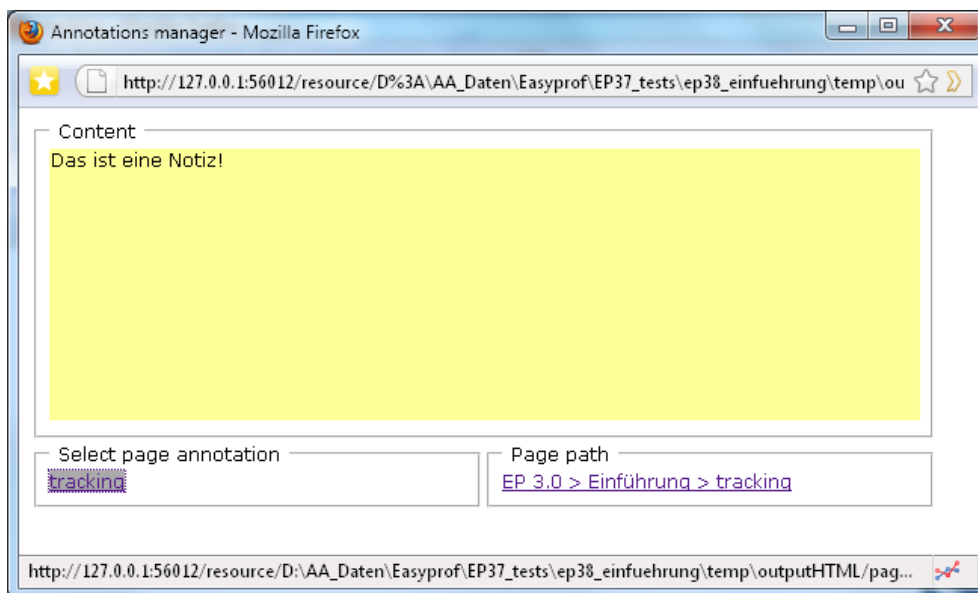 Annotations manager - Mozilla Firefox
http://127.0.0.1:56012/resource/D%3A\AA_Daten\Easyprof\EP37_tests\ep38_einfuehrung\temp\ou
Content
Das ist eine Notiz!
Select page annotation
tracking
Page path
EP 3.0 > Einführung > tracking
http://127.0.0.1:56012/resource/D:\AA_Daten\Easyprof\EP37_tests\ep38_einfuehrung\temp\outputHTML/pag...